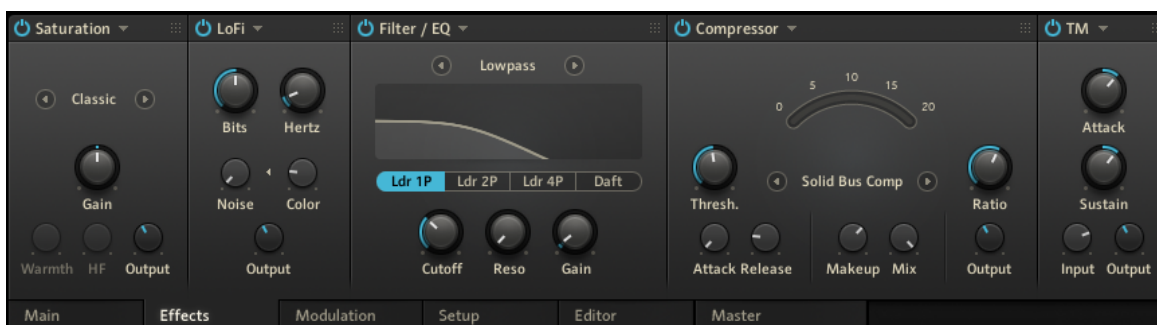 Saturation LoFi Filter / EQ Compressor TM
Lowpass
Classic
0 5 10 15 20
Bits Hertz
Attack
Ldr 1P Ldr 2P Ldr 4P Daft
Solid Bus Comp
Gain
Noise Color
Thresh. Ratio Sustain
Warmth HF Output
Output
Cutoff Reso Gain
Attack Release Makeup Mix Output
Input Output
Main Effects Modulation Setup Editor Master